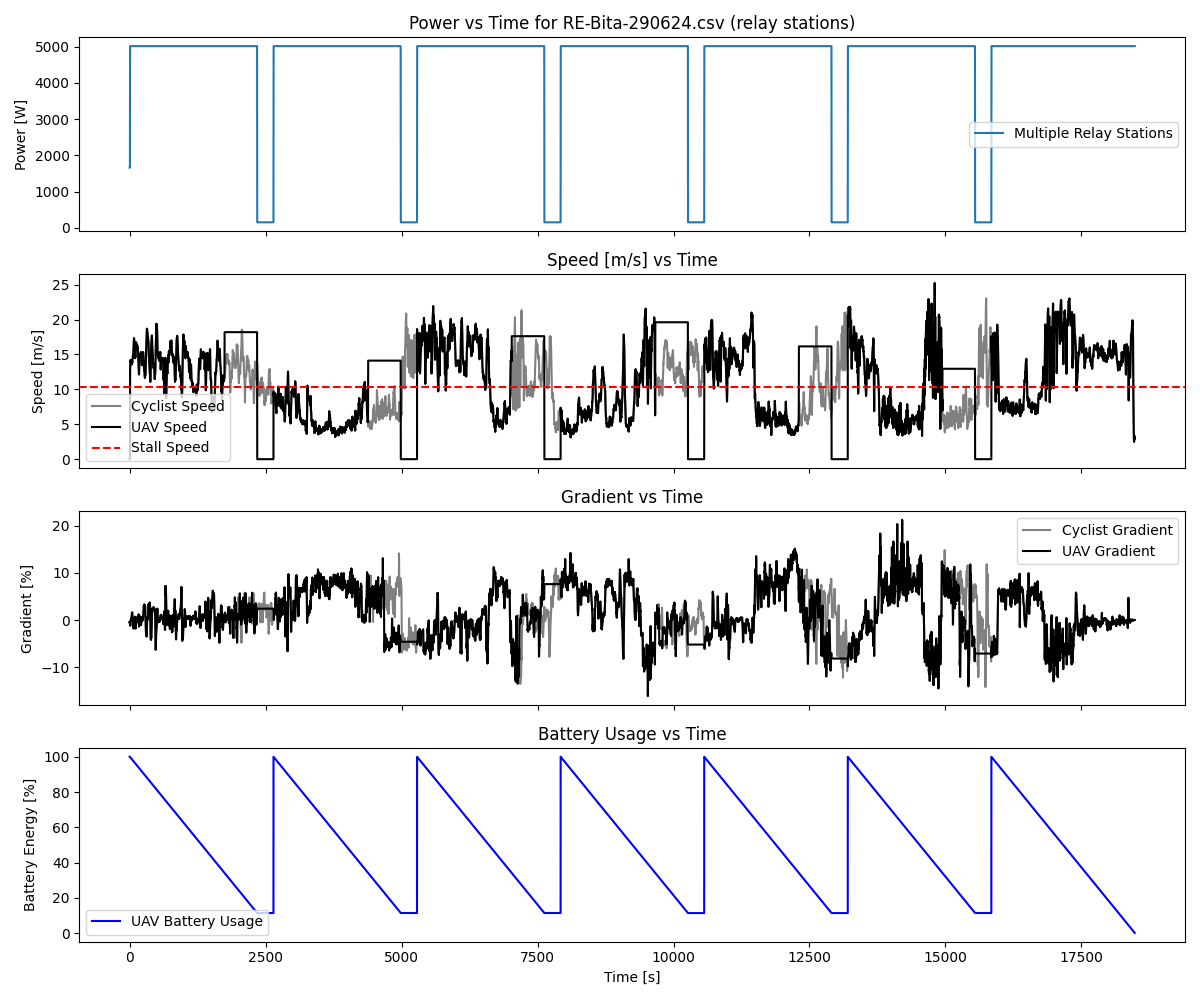 Power vs Time for RE-Bita-290624.csv (relay stations)
5000
4000
3000
2000
1000
0
Power [W]
Multiple Relay Stations
Speed [m/s] vs Time
25
20
15
10
5
0
Speed [m/s]
Cyclist Speed
UAV Speed
Stall Speed
Gradient vs Time
20
10
0
−10
Gradient [%]
Cyclist Gradient
UAV Gradient
Battery Usage vs Time
100
80
60
40
20
0
Battery Energy [%]
UAV Battery Usage
0 2500 5000 7500 10000 12500 15000 17500
Time [s]